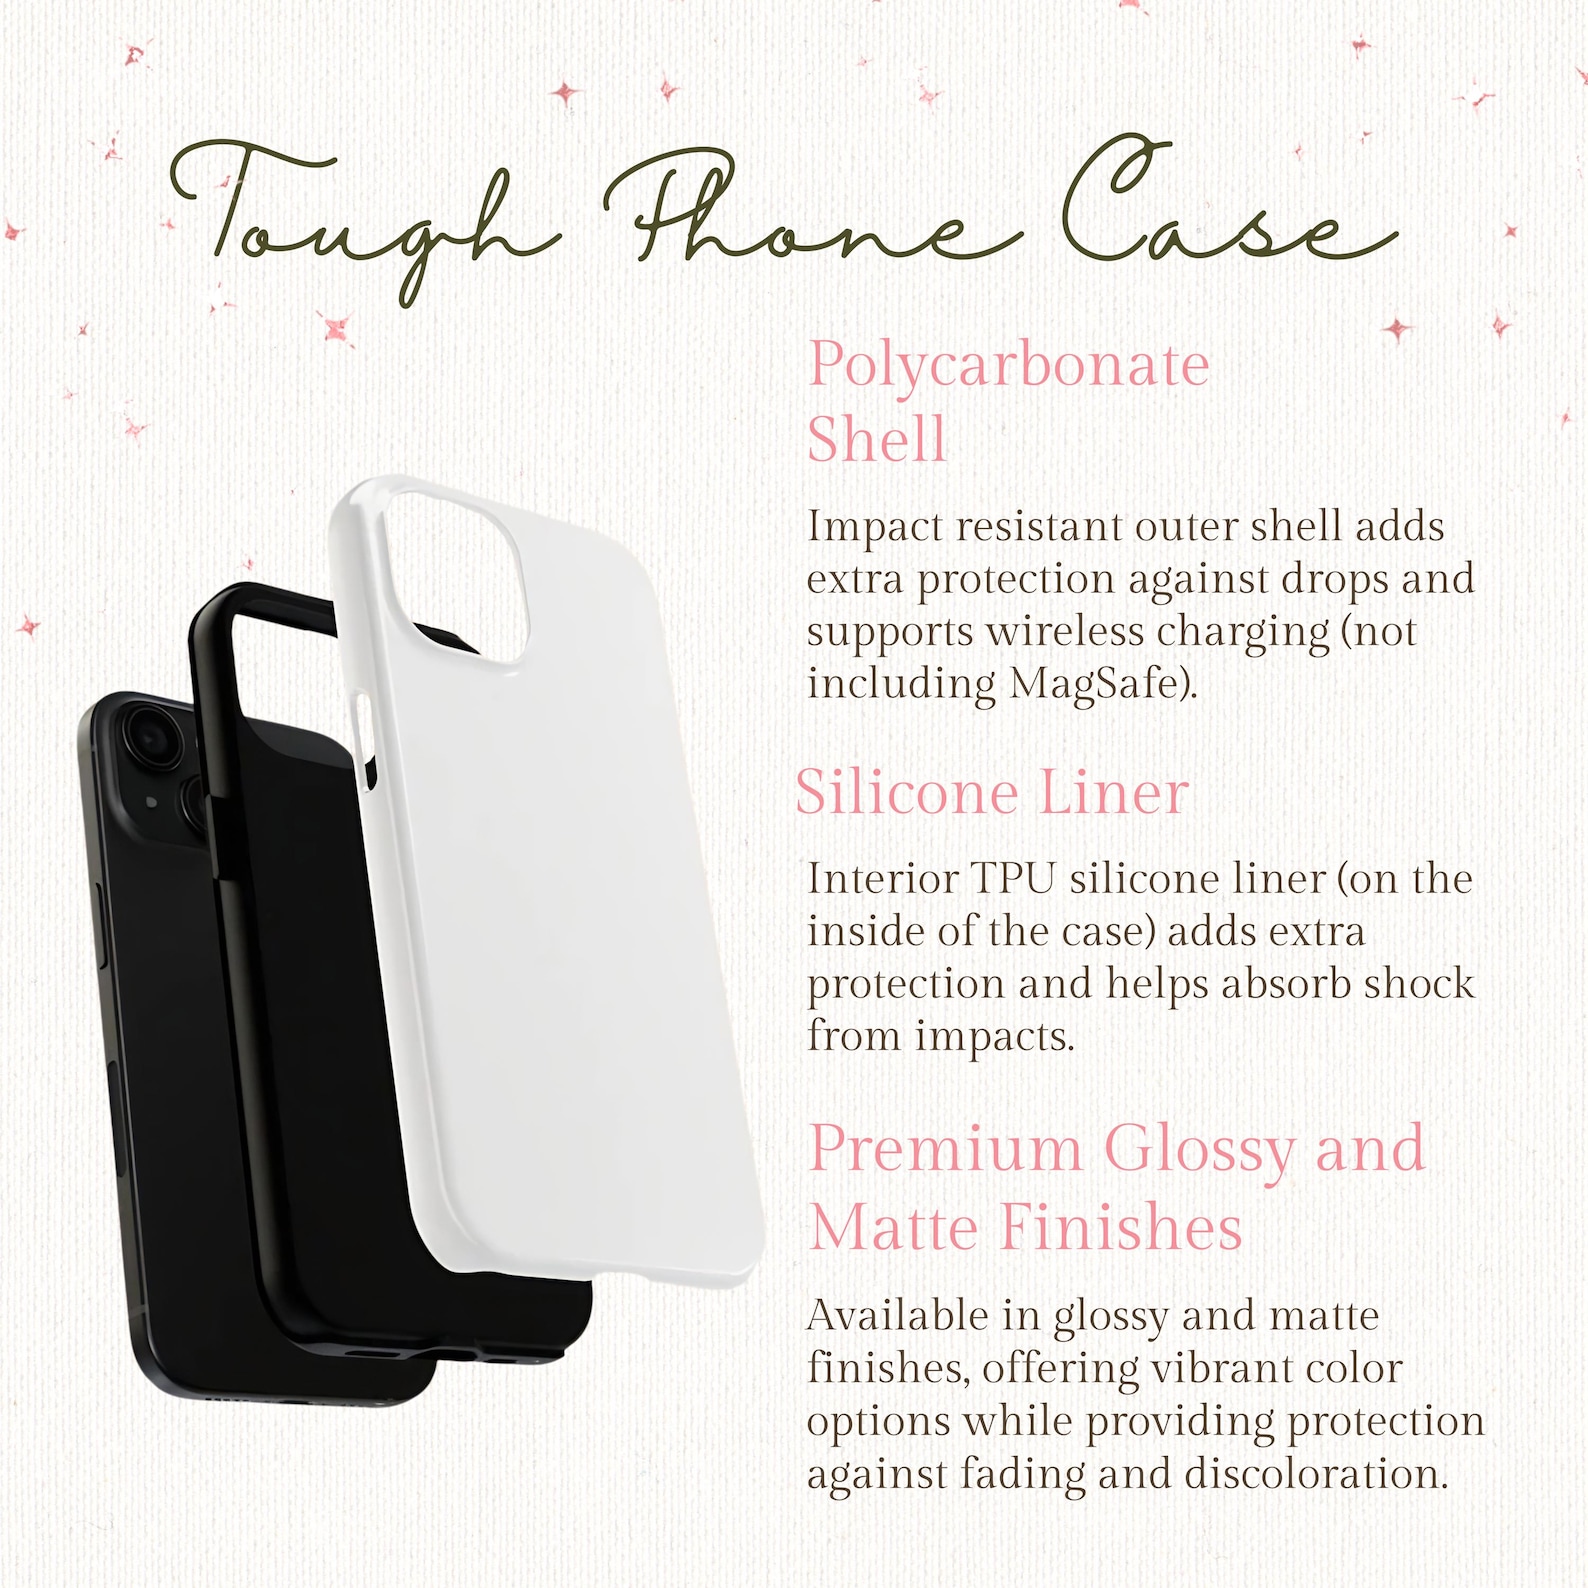 Tough Phone Case
Polycarbonate
Shell
Impact resistant outer shell adds
extra protection against drops and
supports wireless charging (not
including MagSafe).
Silicone Liner
Interior TPU silicone liner (on the
inside of the case) adds extra
protection and helps absorb shock
from impacts.
Premium Glossy and
Matte Finishes
Available in glossy and matte
finishes, offering vibrant color
options while providing protection
against fading and discoloration.